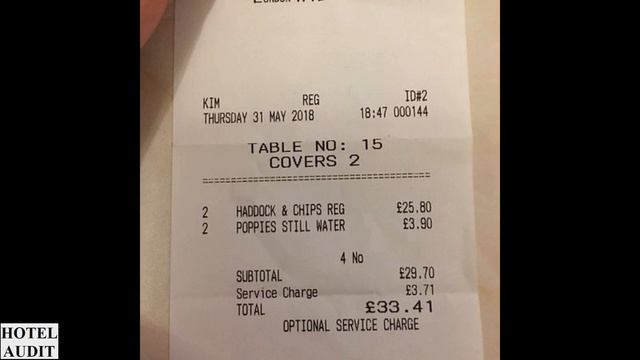 KIM REG ID#2
THURSDAY 31 MAY 2018 18:47 000144
TABLE NO: 15
COVERS 2
2 HADDOCK & CHIPS REG £25.80
2 POPPIES STILL WATER £3.90
4 No
SUBTOTAL £29.70
Service Charge £3.71
TOTAL £33.41
OPTIONAL SERVICE CHARGE
HOTEL
AUDIT